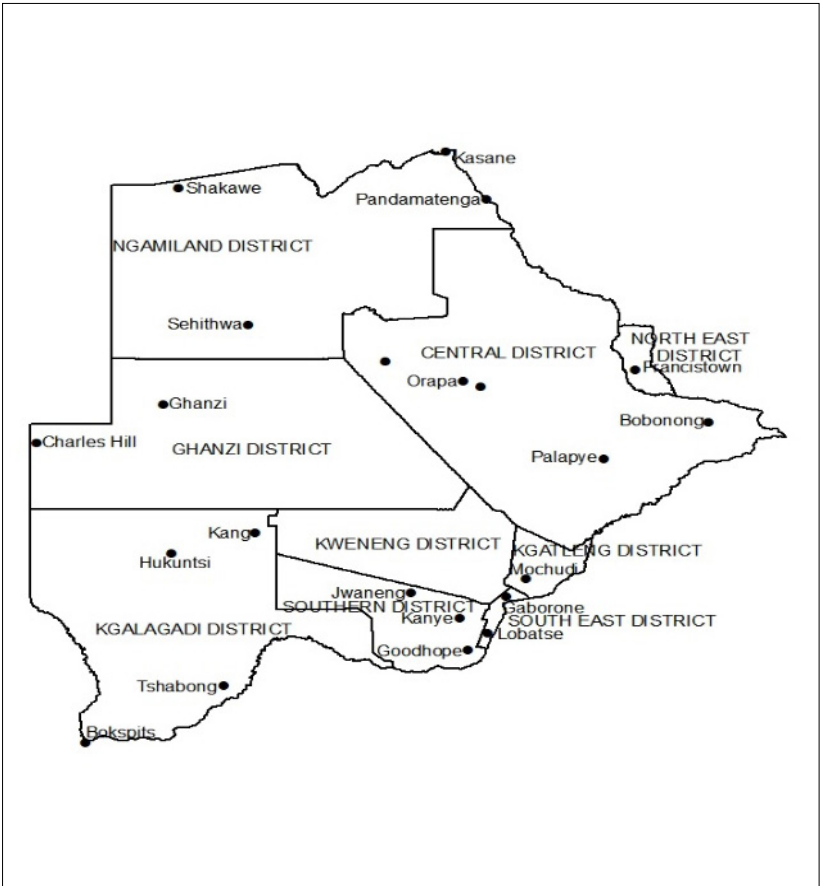 Kasane
Shakawe
Pandamatenga
NGAMILAND DISTRICT
Sehithwa
NORTH EAST
DISTRICT
CENTRAL DISTRICT
Francistown
Orapa
Ghanzi
Bobonong
Charles Hill
GHANZI DISTRICT
Palapye
Kang
KWENENG DISTRICT
KGATLENG DISTRICT
Hukuntsi
Mochudi
Jwaneng
SOUTHERN DISTRICT
Gaborone
Kanye
SOUTH EAST DISTRICT
KGALAGADI DISTRICT
Lobatse
Goodhope
Tshabong
Bokspits